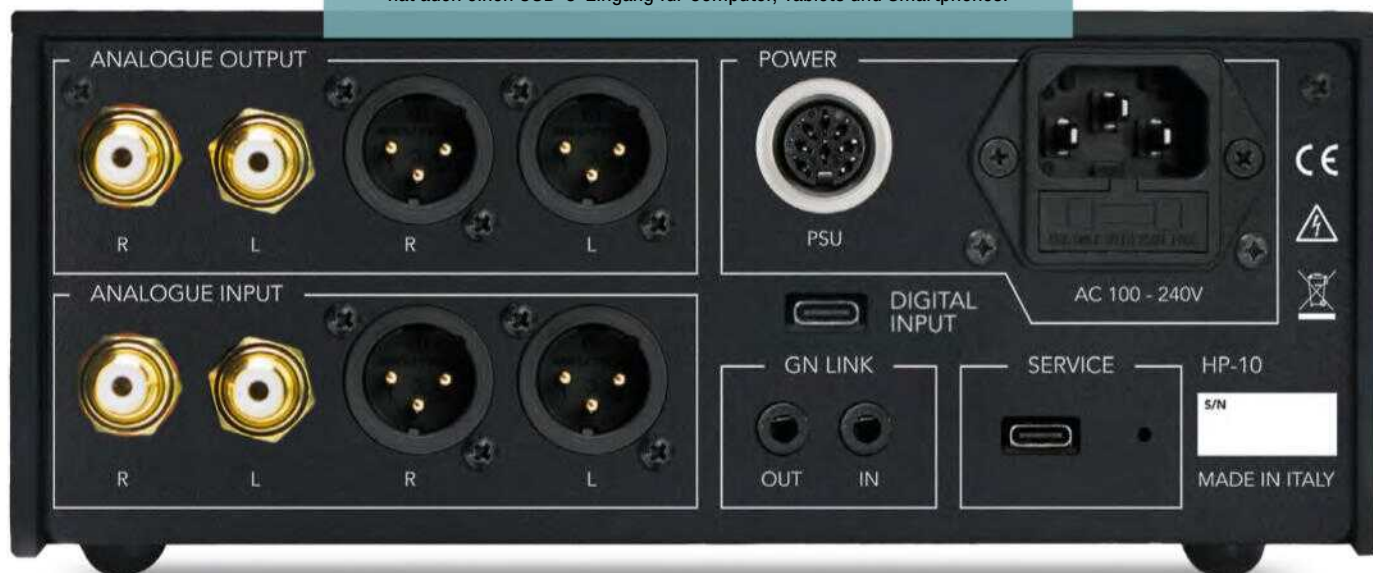 hat auch einen USB-C-Eingang für Computer, Tablets und Smartphones.
ANALOGUE OUTPUT
R L R L
POWER
PSU
AC 100 - 240V
CE
ANALOGUE INPUT
R L R L
DIGITAL
INPUT
GN LINK
OUT IN
SERVICE
HP-10
S/N
MADE IN ITALY